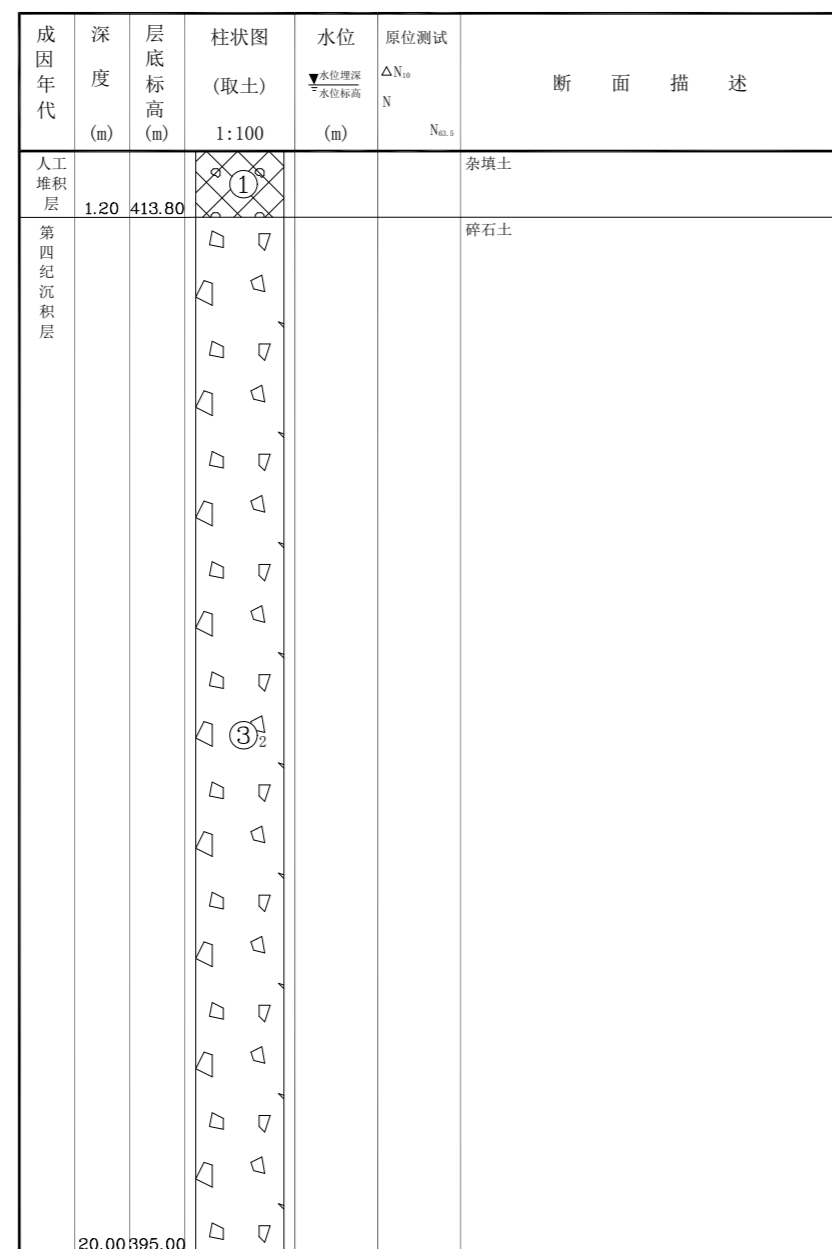 成因年代
深度
(m)
层底标高
(m)
柱状图
(取土)
1:100
水位
▼水位埋深
水位标高
(m)
原位测试
△N₁₀
N
N₆₃.₅
断面描述
人工
堆积
层
1.20
413.80
①
杂填土
第四纪沉积层
碎石土
③₂
20.00
395.00